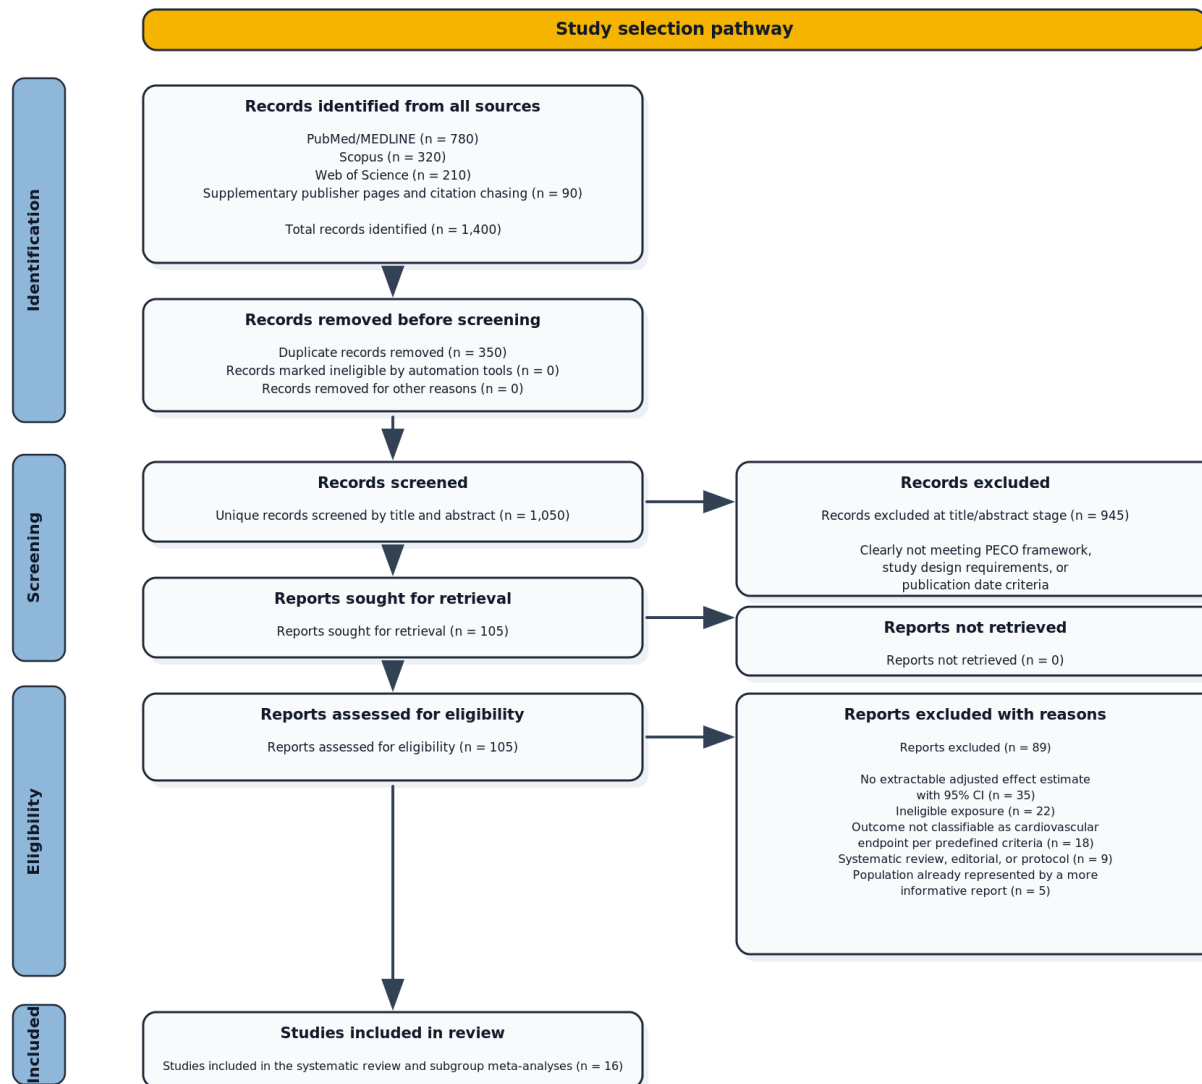 Study selection pathway
Identification
Records identified from all sources
PubMed/MEDLINE (n = 780)
Scopus (n = 320)
Web of Science (n = 210)
Supplementary publisher pages and citation chasing (n = 90)
Total records identified (n = 1,400)
Records removed before screening
Duplicate records removed (n = 350)
Records marked ineligible by automation tools (n = 0)
Records removed for other reasons (n = 0)
Screening
Records screened
Unique records screened by title and abstract (n = 1,050)
Records excluded
Records excluded at title/abstract stage (n = 945)
Clearly not meeting PECO framework,
study design requirements, or
publication date criteria
Reports sought for retrieval
Reports sought for retrieval (n = 105)
Reports not retrieved
Reports not retrieved (n = 0)
Eligibility
Reports assessed for eligibility
Reports assessed for eligibility (n = 105)
Reports excluded with reasons
Reports excluded (n = 89)
No extractable adjusted effect estimate
with 95% CI (n = 35)
Ineligible exposure (n = 22)
Outcome not classifiable as cardiovascular
endpoint per predefined criteria (n = 18)
Systematic review, editorial, or protocol (n = 9)
Population already represented by a more
informative report (n = 5)
Included
Studies included in review
Studies included in the systematic review and subgroup meta-analyses (n = 16)